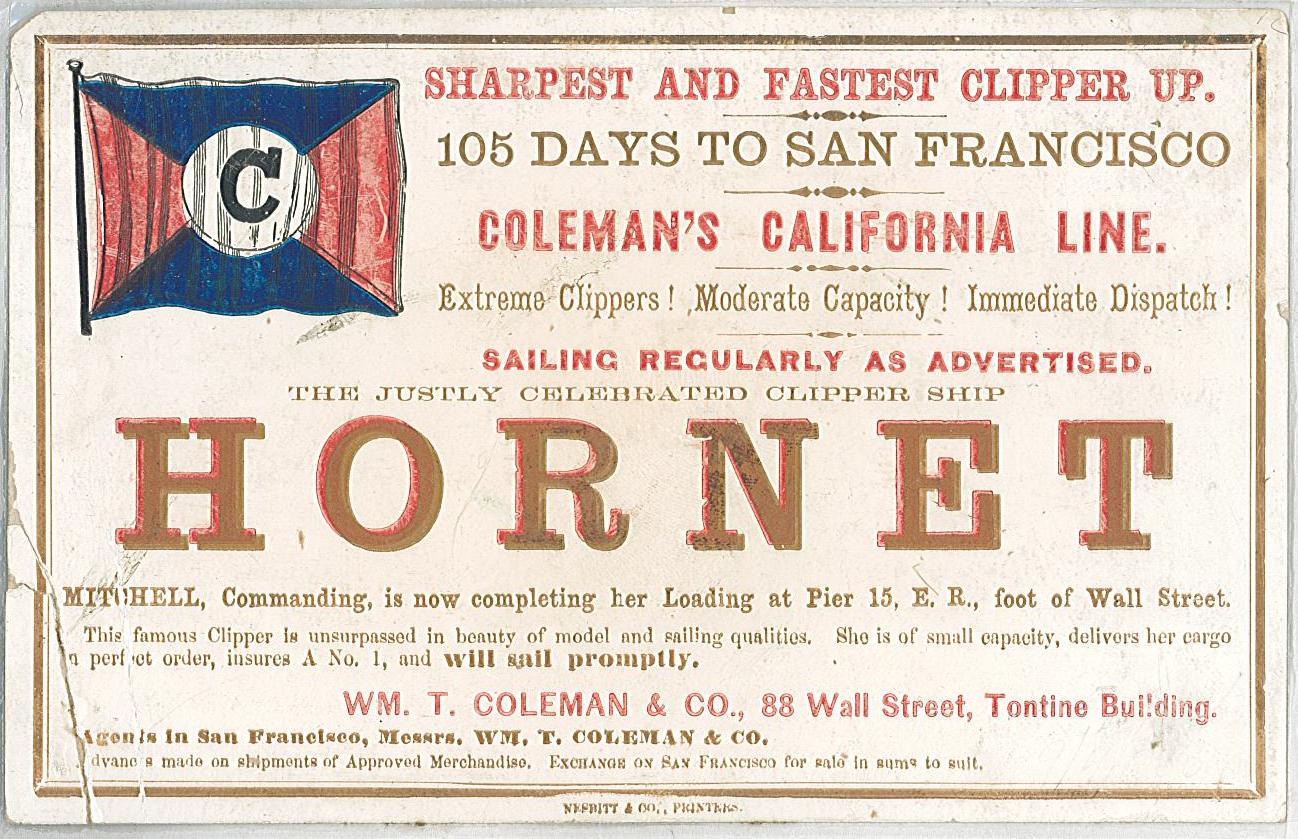 C
SHARPEST AND FASTEST CLIPPER UP.
105 DAYS TO SAN FRANCISCO
COLEMAN'S CALIFORNIA LINE.
Extreme Clippers! Moderate Capacity! Immediate Dispatch!
SAILING REGULARLY AS ADVERTISED.
THE JUSTLY CELEBRATED CLIPPER SHIP
HORNET
MITCHELL, Commanding, is now completing her Loading at Pier 15, E. R., foot of Wall Street.
This famous Clipper is unsurpassed in beauty of model and sailing qualities. She is of small capacity, delivers her cargo
n perfect order, insures A No. 1, and will sail promptly.
WM. T. COLEMAN & CO., 88 Wall Street, Tontine Building.
Agents in San Francisco, Messrs. WM. T. COLEMAN & CO.
dvances made on shipments of Approved Merchandise. EXCHANGE ON SAN FRANCISCO for sale in sums to suit.
NESBITT & CO., PRINTERS.